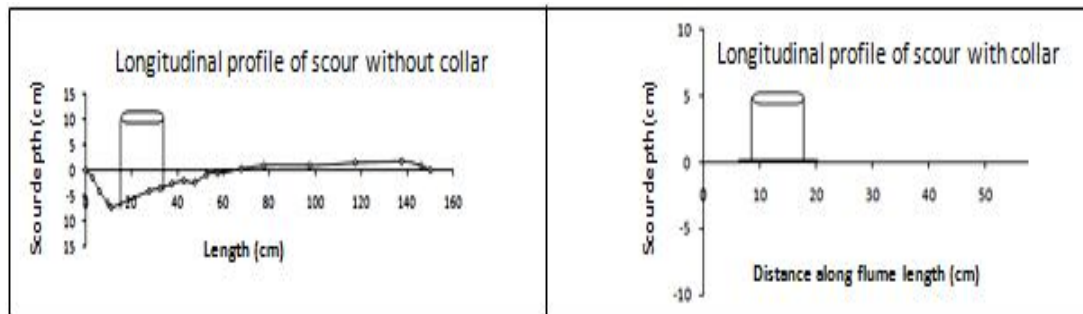 Longitudinal profile of scour without collar
Scour depth (cm)
15
10
5
0
-5
10
15
0 20 40 60 80 100 120 140 160
Length (cm)
Longitudinal profile of scour with collar
Scour depth (cm)
10
5
0
-5
-10
0 10 20 30 40 50
Distance along flume length (cm)